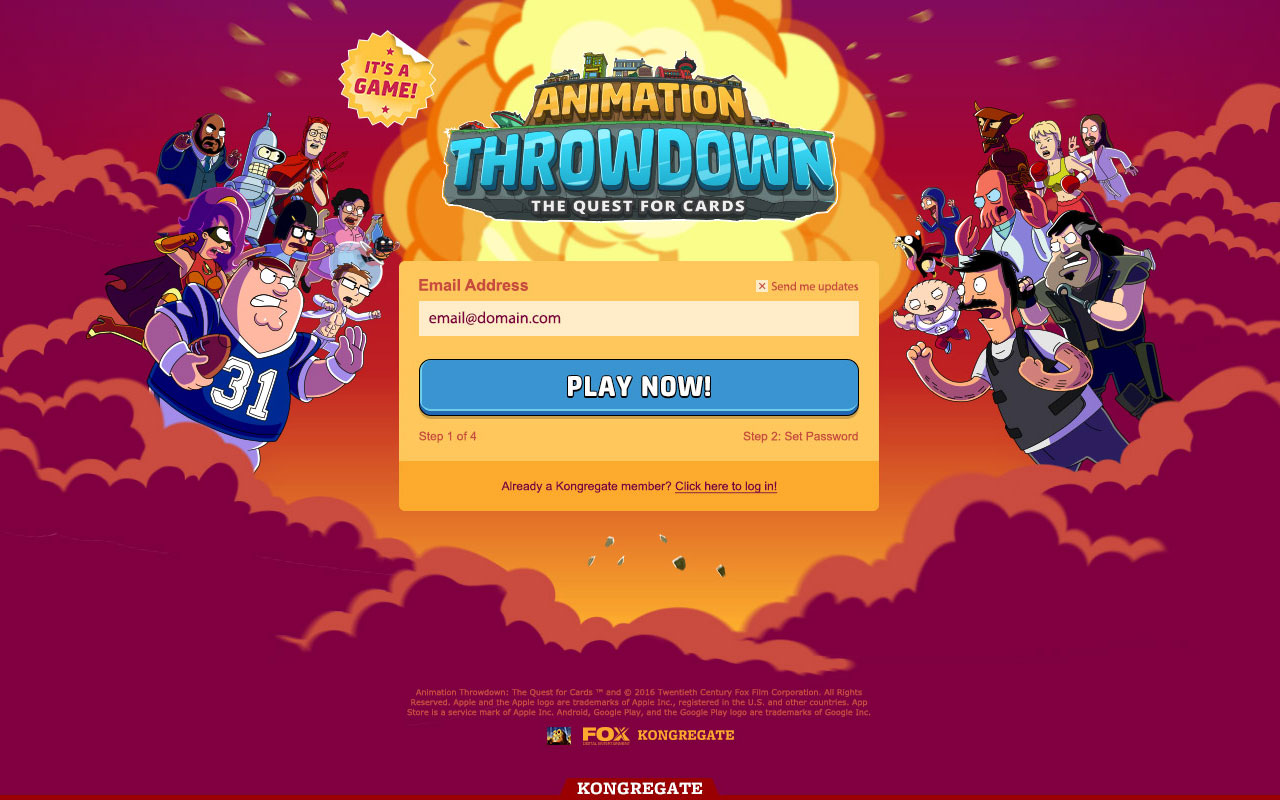 IT'S A
GAME!
ANIMATION
THROWDOWN
THE QUEST FOR CARDS
31
Email Address
Send me updates
email@domain.com
PLAY NOW!
Step 1 of 4
Step 2: Set Password
Already a Kongregate member? Click here to log in!
Animation Throwdown: The Quest for Cards ™ and © 2016 Twentieth Century Fox Film Corporation. All Rights
Reserved. Apple and the Apple logo are trademarks of Apple Inc., registered in the U.S. and other countries. App
Store is a service mark of Apple Inc. Android, Google Play, and the Google Play logo are trademarks of Google Inc.
FOX
DIGITAL ENTERTAINMENT
KONGREGATE
KONGREGATE